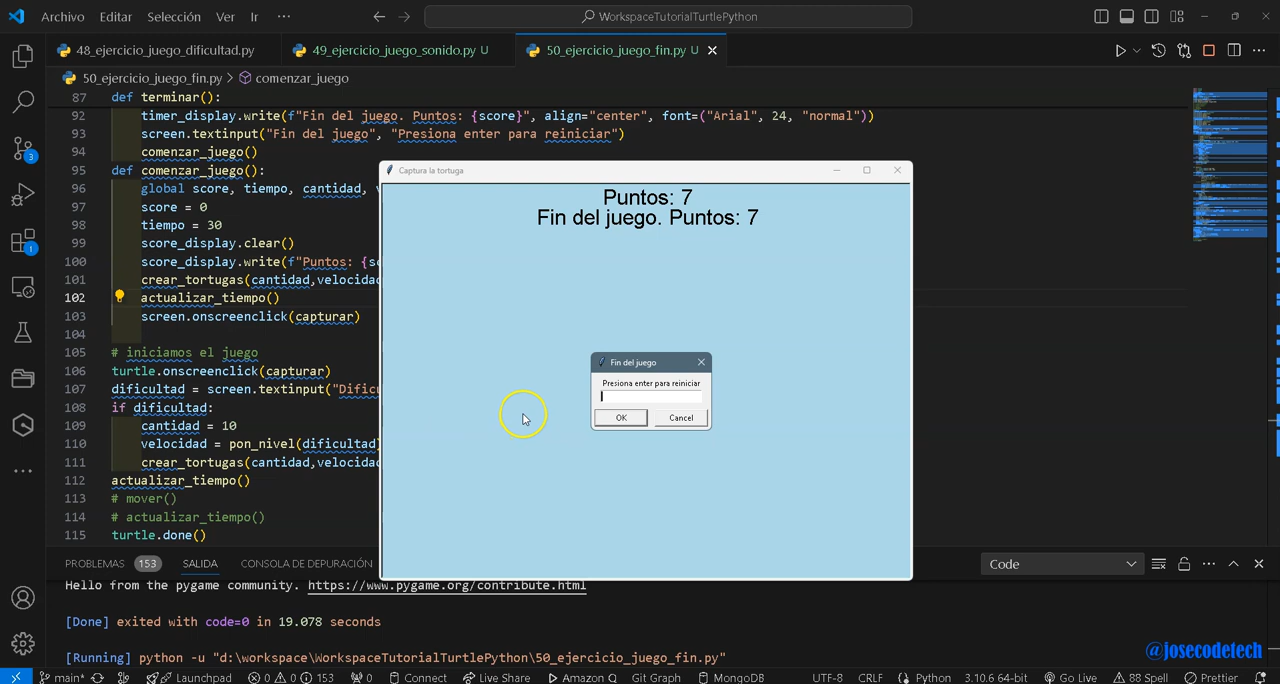 Archivo Editar Selección Ver Ir ··· WorkspaceTutorialTurtlePython
48_ejercicio_juego_dificultad.py 49_ejercicio_juego_sonido.py U 50_ejercicio_juego_fin.py U
50_ejercicio_juego_fin.py > comenzar_juego
87 def terminar():
92 timer_display.write(f"Fin del juego. Puntos: {score}", align="center", font=("Arial", 24, "normal"))
93 screen.textinput("Fin del juego", "Presiona enter para reiniciar")
94 comenzar_juego()
95 def comenzar_juego():
96 global score, tiempo, cantidad,
97 score = 0
98 tiempo = 30
99 score_display.clear()
100 score_display.write(f"Puntos: {sc
101 crear_tortugas(cantidad,velocidad
102 actualizar_tiempo()
103 screen.onscreenclick(capturar)
104
105 # iniciamos el juego
106 turtle.onscreenclick(capturar)
107 dificultad = screen.textinput("Dificu
108 if dificultad:
109 cantidad = 10
110 velocidad = pon_nivel(dificultad)
111 crear_tortugas(cantidad,velocidad
112 actualizar_tiempo()
113 # mover()
114 # actualizar_tiempo()
115 turtle.done()
Captura la tortuga
Puntos: 7
Fin del juego. Puntos: 7
Fin del juego
Presiona enter para reiniciar
OK Cancel
PROBLEMAS 153 SALIDA CONSOLA DE DEPURACIÓN Code
Hello from the pygame community. https://www.pygame.org/contribute.html
[Done] exited with code=0 in 19.078 seconds
[Running] python -u "d:\workspace\WorkspaceTutorialTurtlePython\50_ejercicio_juego_fin.py"
@josecodetech
main* Launchpad 0 0 153 0 Connect Live Share Amazon Q Git Graph MongoDB UTF-8 CRLF Python 3.10.6 64-bit Go Live 88 Spell Prettier
3
1